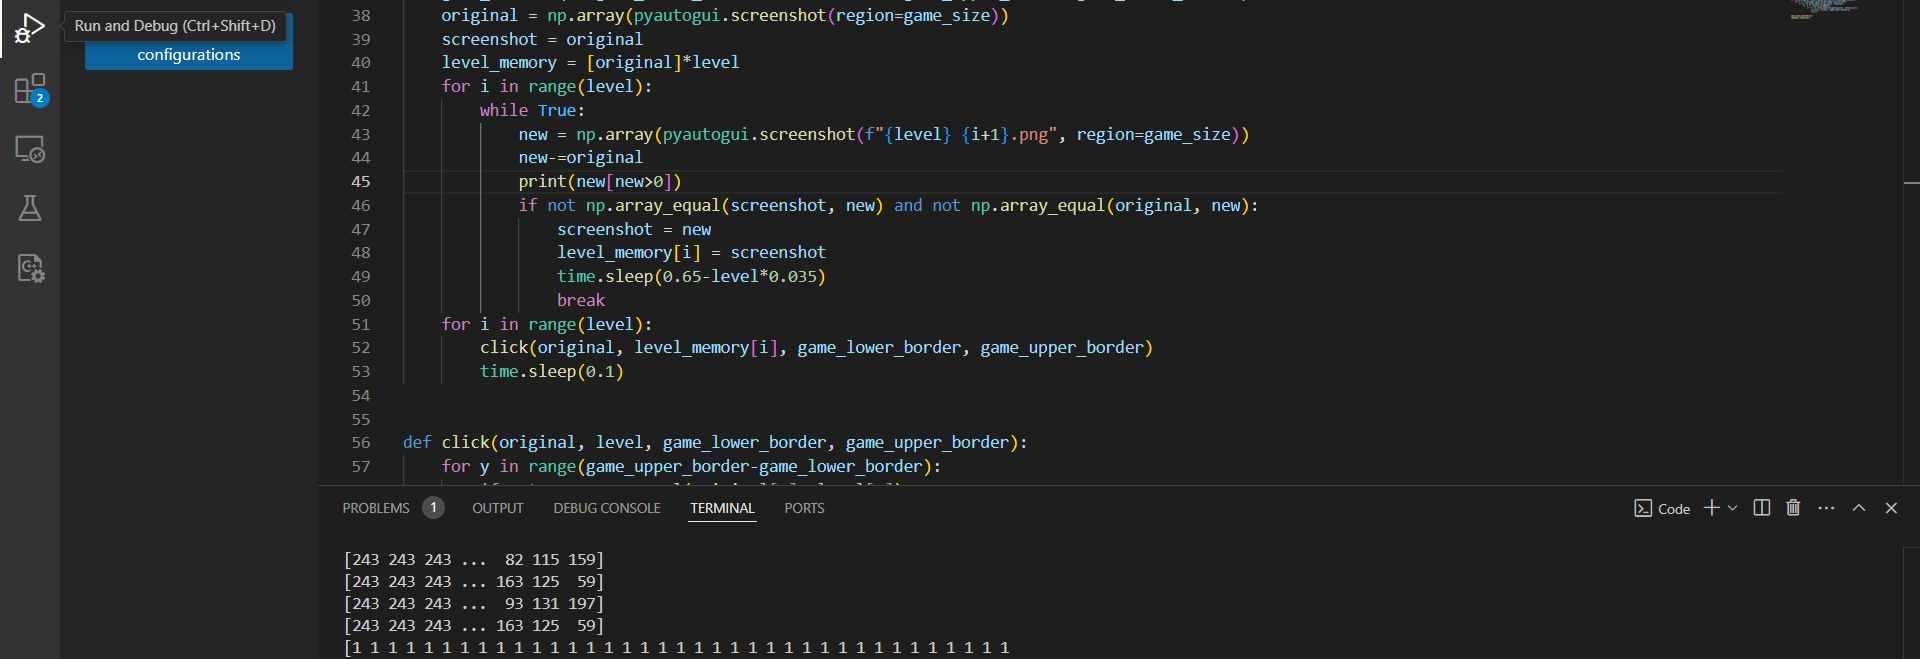 Run and Debug (Ctrl+Shift+D)
configurations
2
38 original = np.array(pyautogui.screenshot(region=game_size))
39 screenshot = original
40 level_memory = [original]*level
41 for i in range(level):
42 while True:
43 new = np.array(pyautogui.screenshot(f"{level} {i+1}.png", region=game_size))
44 new-=original
45 print(new[new>0])
46 if not np.array_equal(screenshot, new) and not np.array_equal(original, new):
47 screenshot = new
48 level_memory[i] = screenshot
49 time.sleep(0.65-level*0.035)
50 break
51 for i in range(level):
52 click(original, level_memory[i], game_lower_border, game_upper_border)
53 time.sleep(0.1)
54
55
56 def click(original, level, game_lower_border, game_upper_border):
57 for y in range(game_upper_border-game_lower_border):
PROBLEMS 1 OUTPUT DEBUG CONSOLE TERMINAL PORTS Code
[243 243 243 ...  82 115 159]
[243 243 243 ... 163 125  59]
[243 243 243 ...  93 131 197]
[243 243 243 ... 163 125  59]
[1 1 1 1 1 1 1 1 1 1 1 1 1 1 1 1 1 1 1 1 1 1 1 1 1 1 1 1 1 1 1 1 1 1 1 1 1